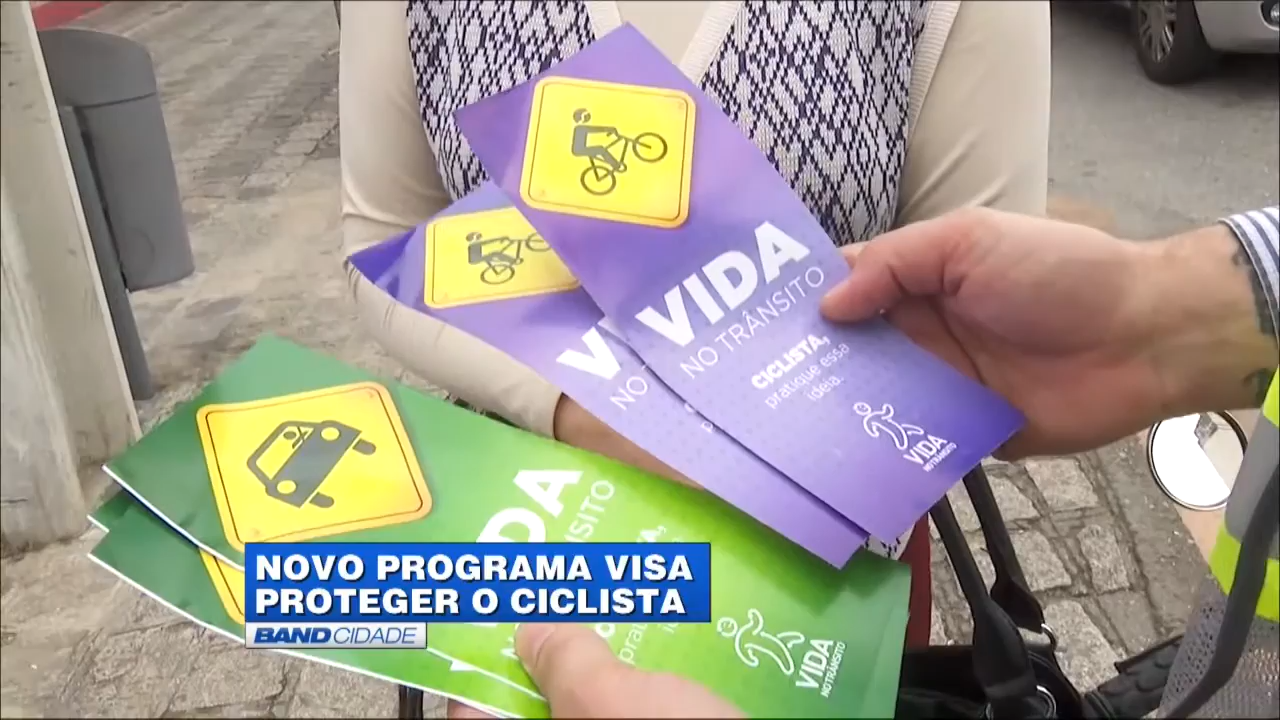 VIDA
NO TRÂNSITO
CICLISTA,
pratique essa
ideia.
VIDA
NO TRÂNSITO
NO
VIDA
VIDA
NO TRÂNSITO
NOVO PROGRAMA VISA
PROTEGER O CICLISTA
BAND CIDADE